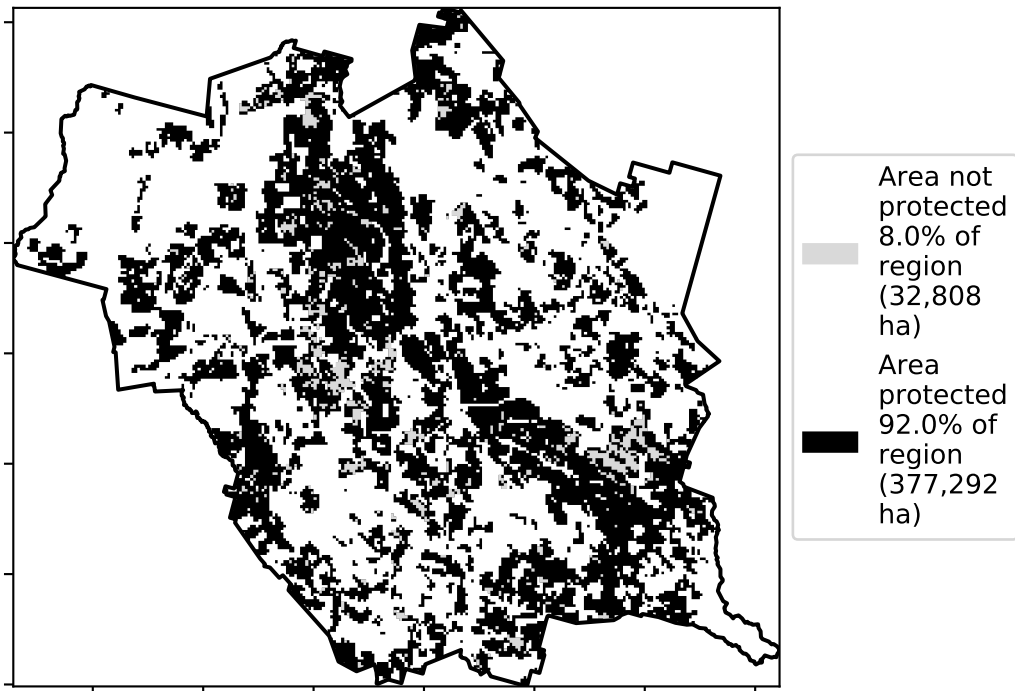 Area not
protected
8.0% of
region
(32,808
ha)
Area
protected
92.0% of
region
(377,292
ha)